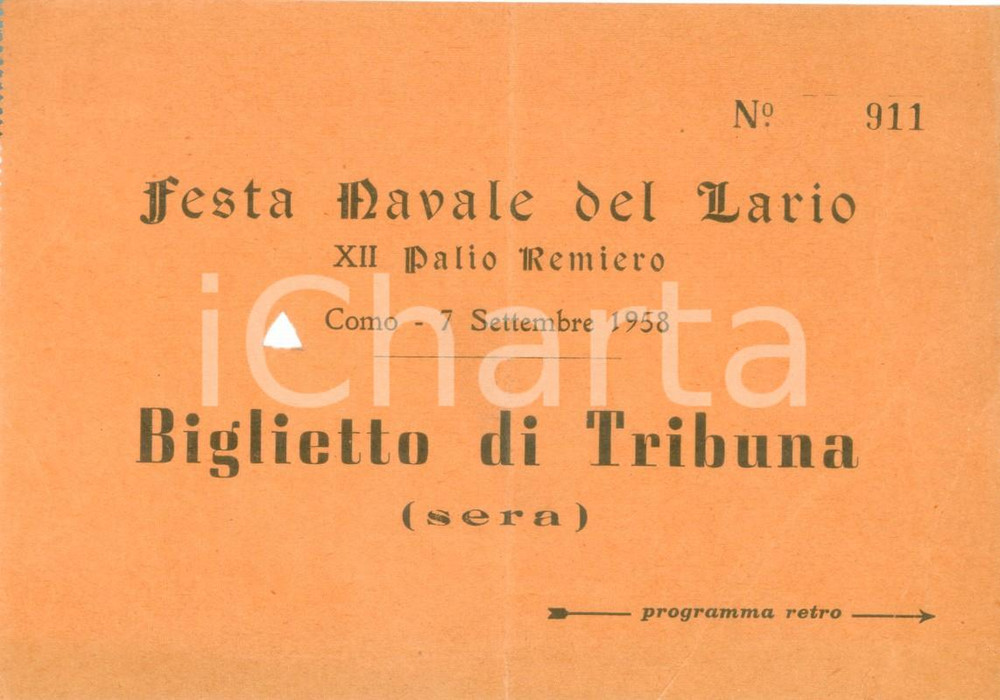 Nº 911
Festa Navale del Lario
XII Palio Remiero
Como - 7 Settembre 1958
iCharta
Biglietto di Tribuna
(sera)
programma retro